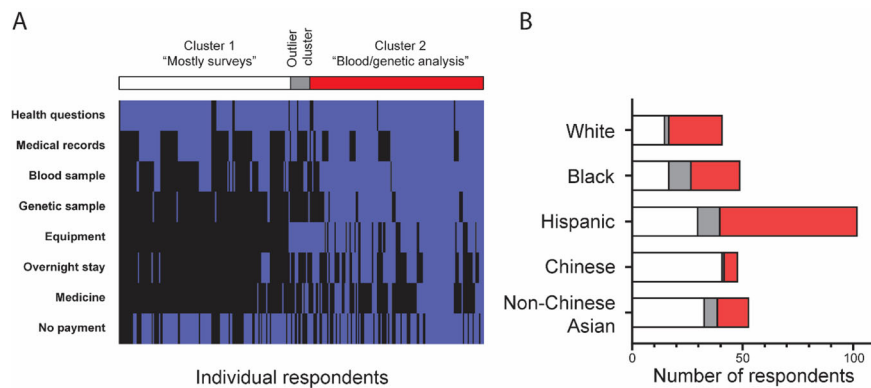 A
Cluster 1
"Mostly surveys"
Outlier
cluster
Cluster 2
"Blood/genetic analysis"
Health questions
Medical records
Blood sample
Genetic sample
Equipment
Overnight stay
Medicine
No payment
Individual respondents
B
White
Black
Hispanic
Chinese
Non-Chinese
Asian
0
50
100
Number of respondents